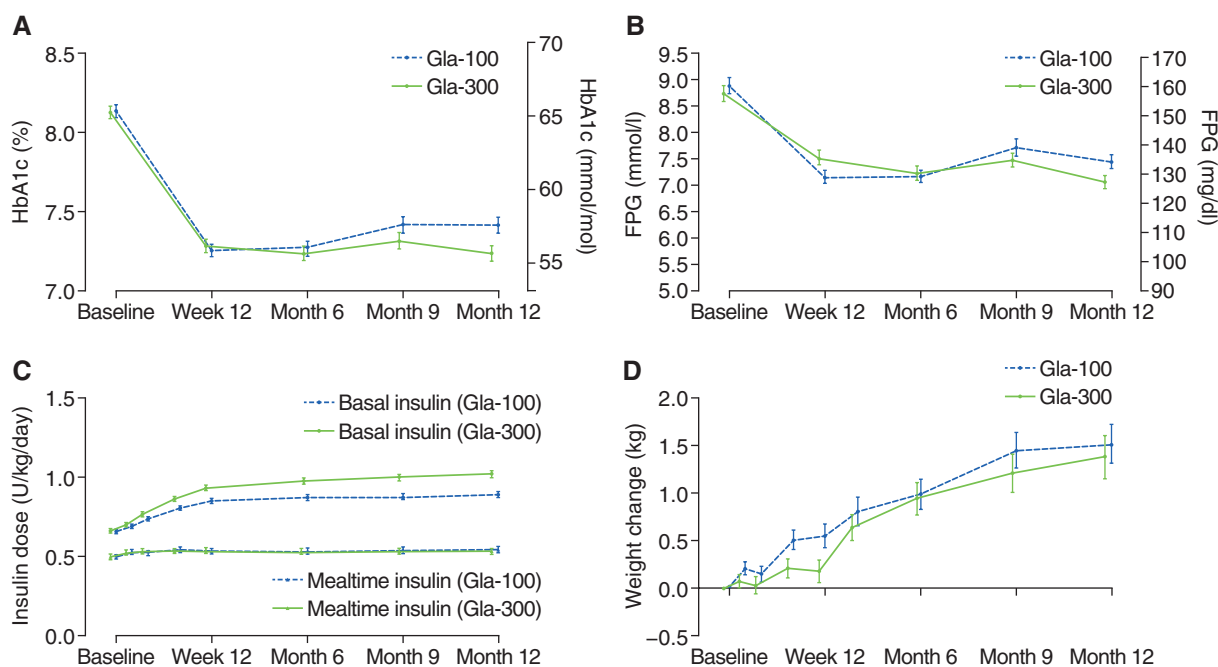 A
HbA1c (%)
8.5
8.0
7.5
7.0
Gla-100
Gla-300
70
65
60
55
HbA1c (mmol/mol)
Baseline Week 12 Month 6 Month 9 Month 12
B
FPG (mmol/l)
9.5
9.0
8.5
8.0
7.5
7.0
6.5
6.0
5.5
5.0
Gla-100
Gla-300
170
160
150
140
130
120
110
100
90
FPG (mg/dl)
Baseline Week 12 Month 6 Month 9 Month 12
C
Insulin dose (U/kg/day)
1.5
1.0
0.5
0.0
Basal insulin (Gla-100)
Basal insulin (Gla-300)
Mealtime insulin (Gla-100)
Mealtime insulin (Gla-300)
Baseline Week 12 Month 6 Month 9 Month 12
D
Weight change (kg)
2.0
1.5
1.0
0.5
0.0
−0.5
Gla-100
Gla-300
Baseline Week 12 Month 6 Month 9 Month 12